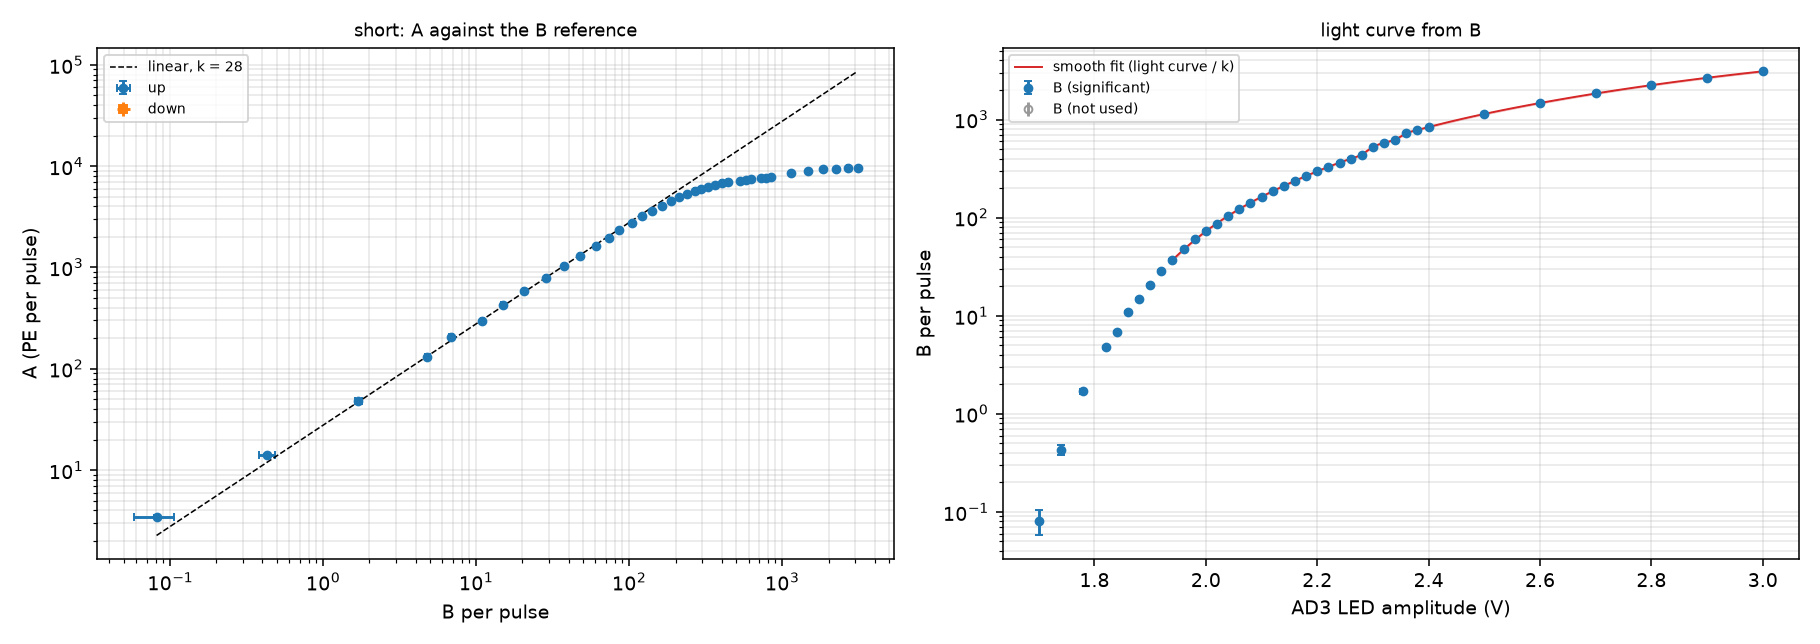 short: A against the B reference
linear, k = 28
up
down
10^5
10^4
10^3
10^2
10^1
A (PE per pulse)
10^−1
10^0
10^1
10^2
10^3
B per pulse
light curve from B
smooth fit (light curve / k)
B (significant)
B (not used)
10^3
10^2
10^1
10^0
10^−1
B per pulse
1.8
2.0
2.2
2.4
2.6
2.8
3.0
AD3 LED amplitude (V)